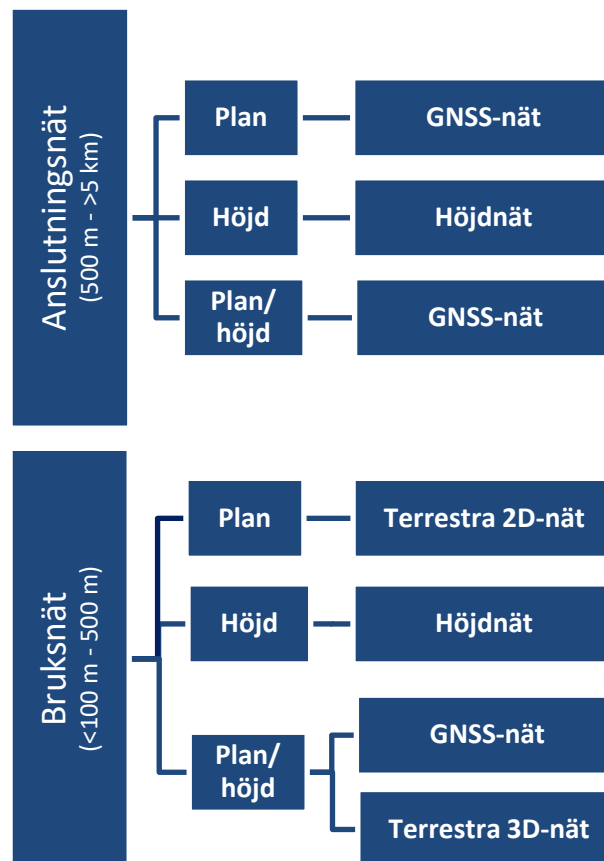 Anslutningsnät
(500 m - >5 km)
Plan
GNSS-nät
Höjd
Höjdnät
Plan/
höjd
GNSS-nät
Bruksnät
(<100 m - 500 m)
Plan
Terrestra 2D-nät
Höjd
Höjdnät
Plan/
höjd
GNSS-nät
Terrestra 3D-nät